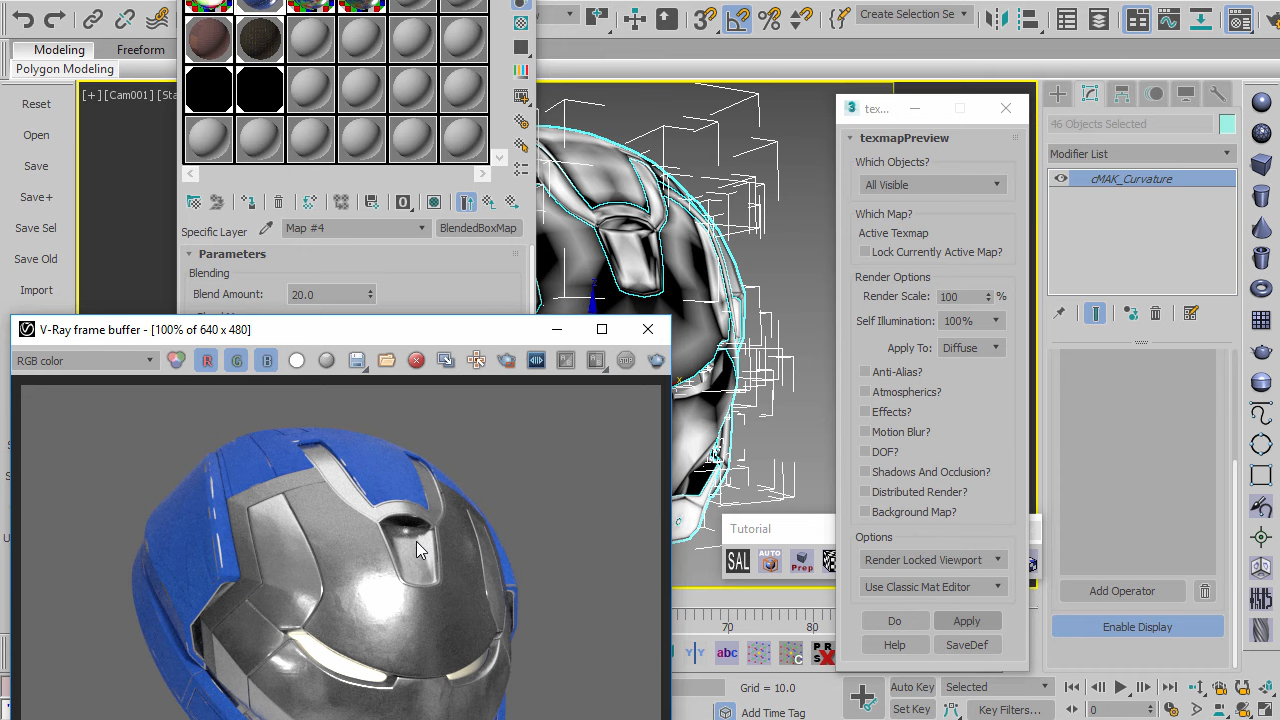 Create Selection Se
Modeling
Freeform
Polygon Modeling
[+] [Cam001] [Sta
Reset
Open
Save
Save+
Save Sel
Save Old
Import
Specific Layer
Map #4
BlendedBoxMap
Parameters
Blending
Blend Amount:
20.0
V-Ray frame buffer - [100% of 640 x 480]
RGB color
R
G
B
Tutorial
SAL
AUTO
Prep
tex...
texmapPreview
Which Objects?
All Visible
Which Map?
Active Texmap
Lock Currently Active Map?
Render Options
Render Scale:
100
%
Self Illumination:
100%
Apply To:
Diffuse
Anti-Alias?
Atmospherics?
Effects?
Motion Blur?
DOF?
Shadows And Occlusion?
Distributed Render?
Background Map?
Options
Render Locked Viewport
Use Classic Mat Editor
Do
Apply
Help
SaveDef
46 Objects Selected
Modifier List
cMAK_Curvature
Add Operator
Enable Display
70
80
abc
Grid = 10.0
Add Time Tag
Auto Key
Selected
Set Key
Key Filters...
0